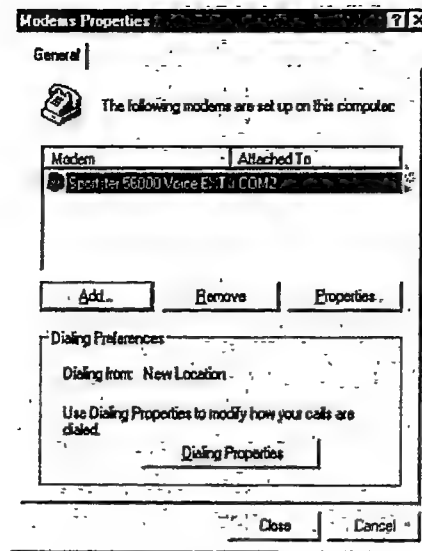 Modems Properties ? X
General
The following modems are set up on this computer:
Modem Attached To
Sportster 56000 Voice EXT COM2
Add... Remove Properties
Dialing Preferences
Dialing from: New Location
Use Dialing Properties to modify how your calls are
dialed.
Dialing Properties
Close Cancel